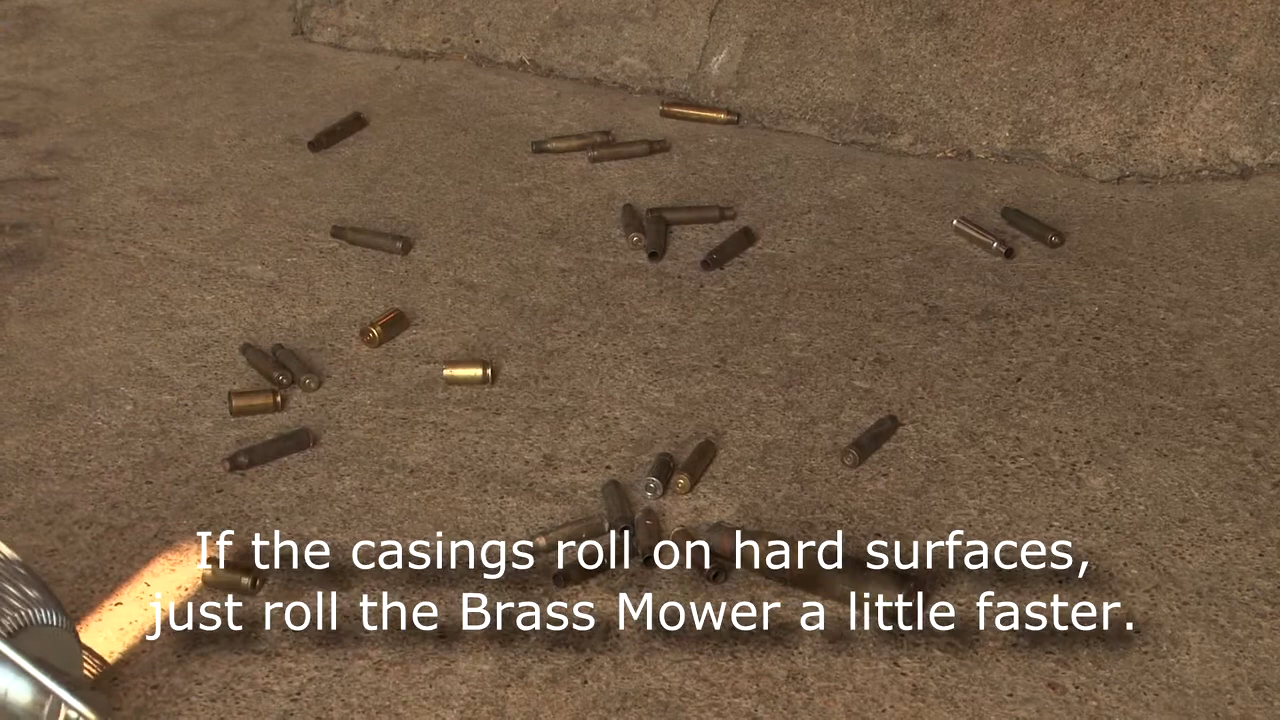 If the casings roll on hard surfaces,
just roll the Brass Mower a little faster.